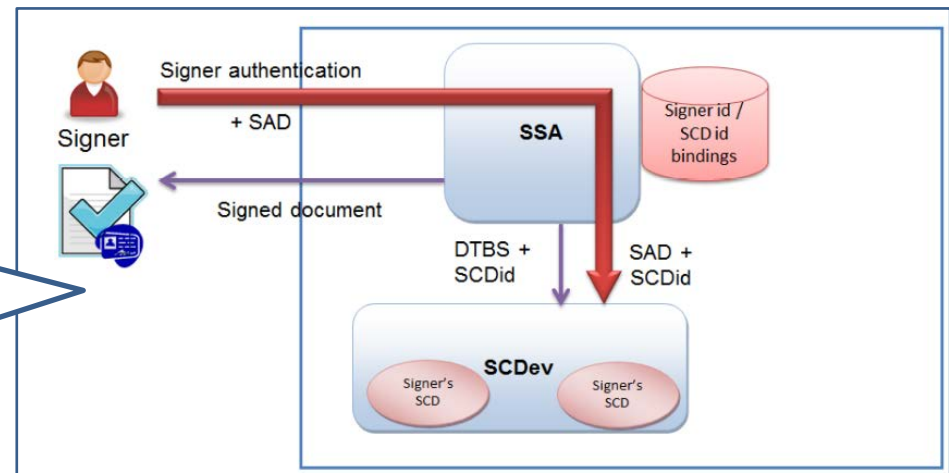 Signer authentication
+ SAD
Signer
SSA
Signer id /
SCD id
bindings
Signed document
DTBS +
SCDid
SAD +
SCDid
SCDev
Signer's
SCD
Signer's
SCD